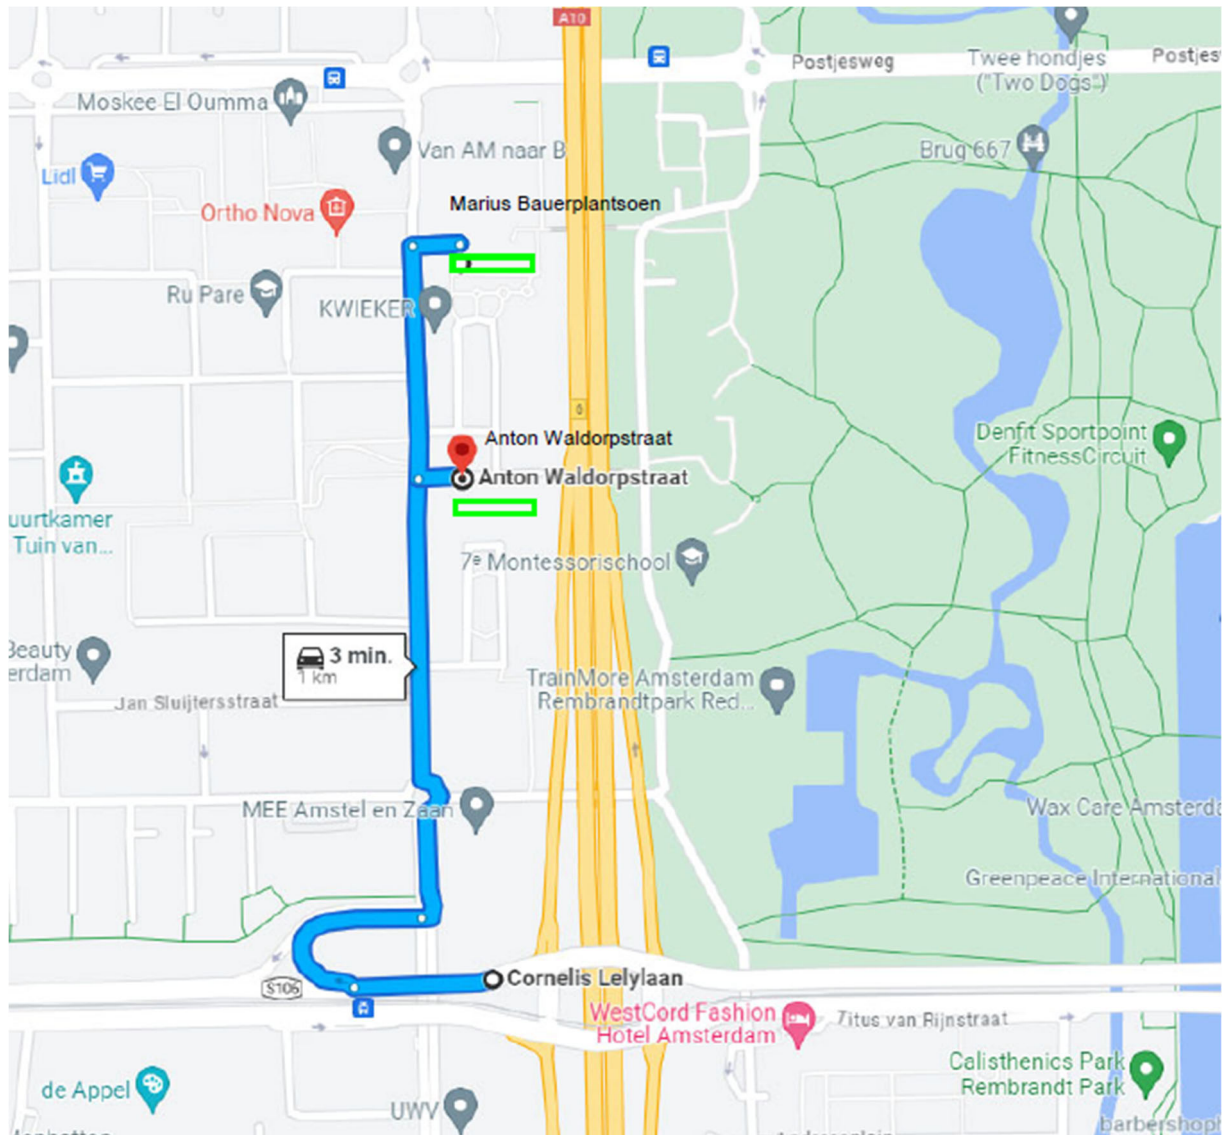 A10
Postjesweg
Postjes
Twee hondjes
("Two Dogs")
Moskee El Oumma
Van AM naar B
Brug 667
Lidl
Ortho Nova
Marius Bauerplantsoen
Ru Pare
KWIEKER
Anton Waldorpstraat
Anton Waldorpstraat
Denfit Sportpoint
FitnessCircuit
uurtkamer
Tuin van...
7e Montessorischool
Beauty
erdam
3 min.
1 km
TrainMore Amsterdam
Rembrandtpark Red...
Jan Sluijtersstraat
MEE Amstel en Zaan
Wax Care Amsterda
Greenpeace International
Cornelis Lelylaan
S106
WestCord Fashion
Hotel Amsterdam
Titus van Rijnstraat
de Appel
Calisthenics Park
Rembrandt Park
UWV
barbershop